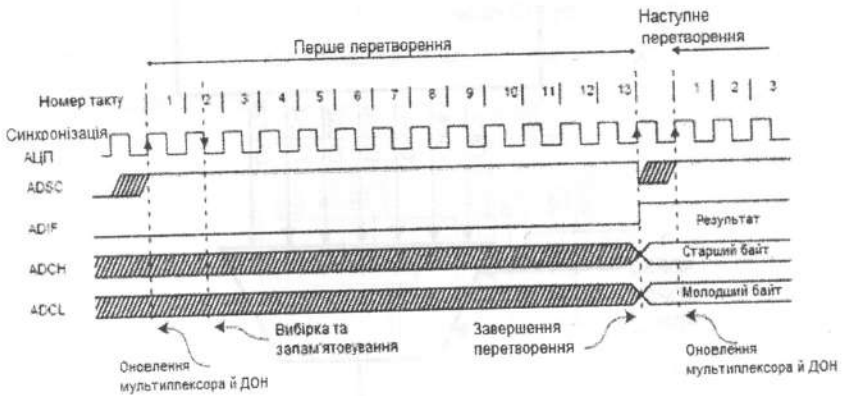 Перше перетворення
Наступне
перетворення
Номер такту 1 2 3 4 5 6 7 8 9 10 11 12 13 1 2 3
Синхронізація
АЦП
ADSC
ADIF
Результат
ADCH
Старший байт
ADCL
Молодший байт
Вибірка та
запам'ятовування
Завершення
перетворення
Оновлення
мультиплексора й ДОН
Оновлення
мультиплексора й ДОН